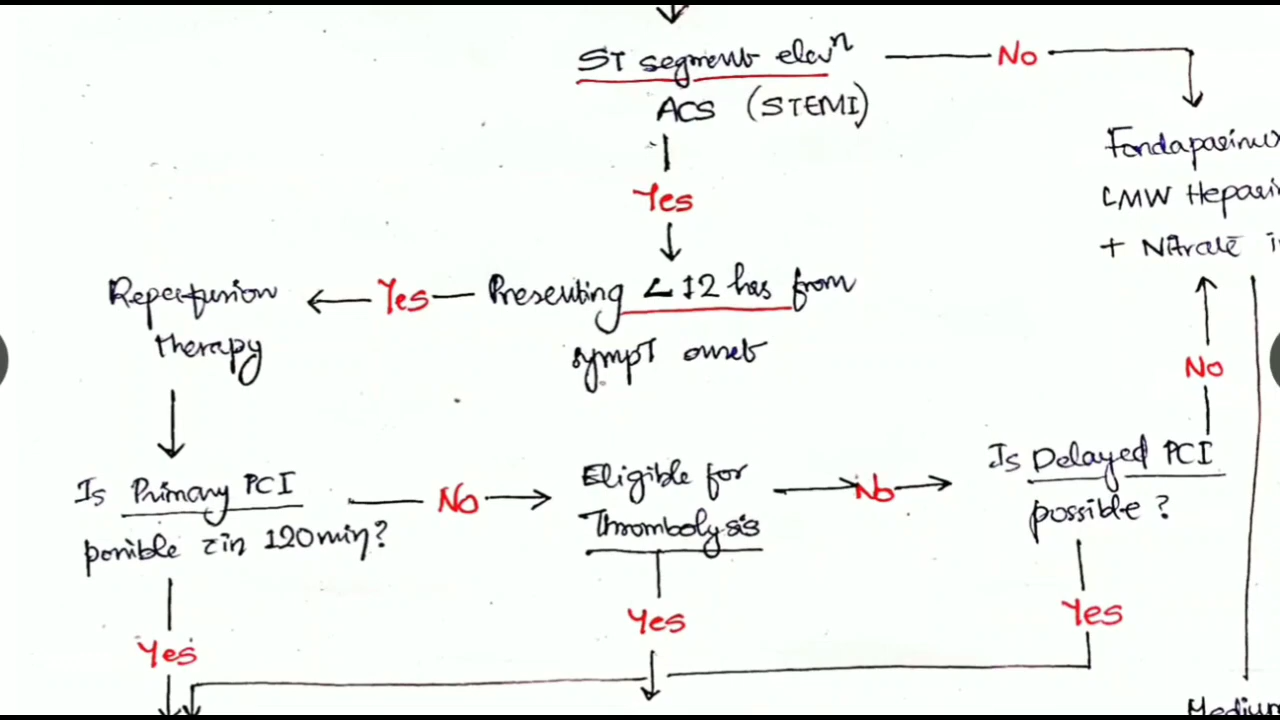 ST segment elevⁿ
No
ACS (STEMI)
Yes
Fondaparinux
LMW Heparin
+ Nitrate
Reperfusion
therapy
Yes
Presenting < 12 hrs from
sympT onset
No
Is Primary PCI
possible c̄in 120min?
No
Eligible for
Thrombolysis
No
Is Delayed PCI
possible?
Yes
Yes
Yes
Medium